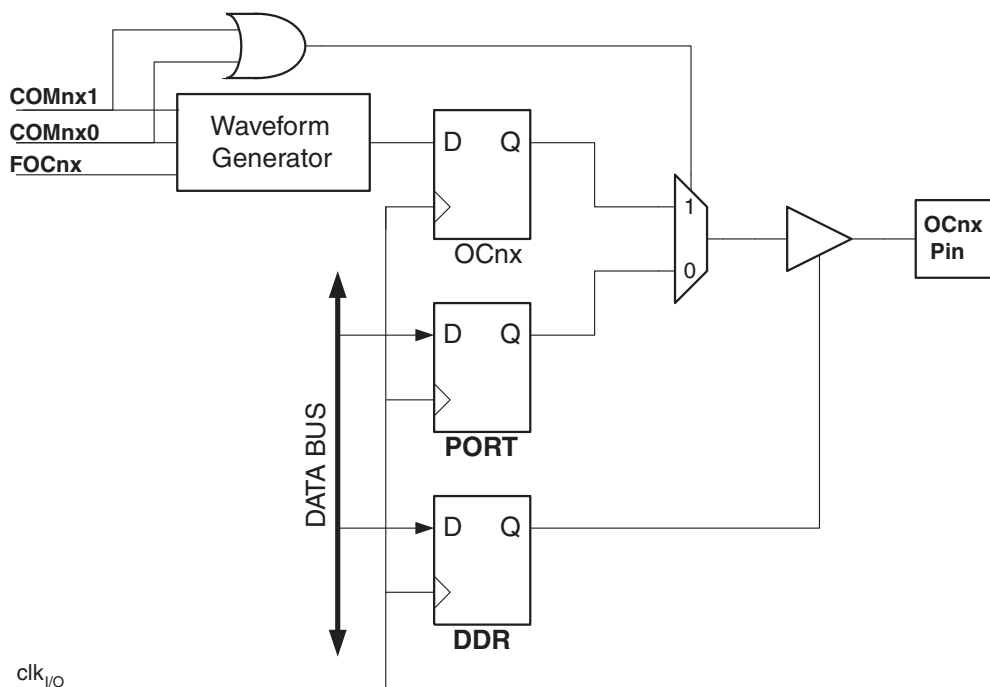 COMnx1
COMnx0
FOCnx
Waveform
Generator
D Q
OCnx
1
0
OCnx
Pin
D Q
PORT
DATA BUS
D Q
DDR
clkI/O